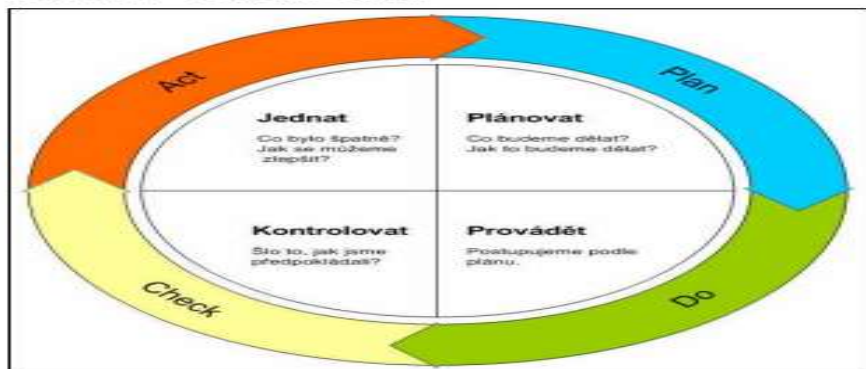 Act
Plan
Jednat
Co bylo špatně?
Jak se můžeme
zlepšit?
Plánovat
Co budeme dělat?
Jak to budeme dělat?
Kontrolovat
Šlo to, jak jsme
předpokládali?
Provádět
Postupujeme podle
plánu.
Check
Do